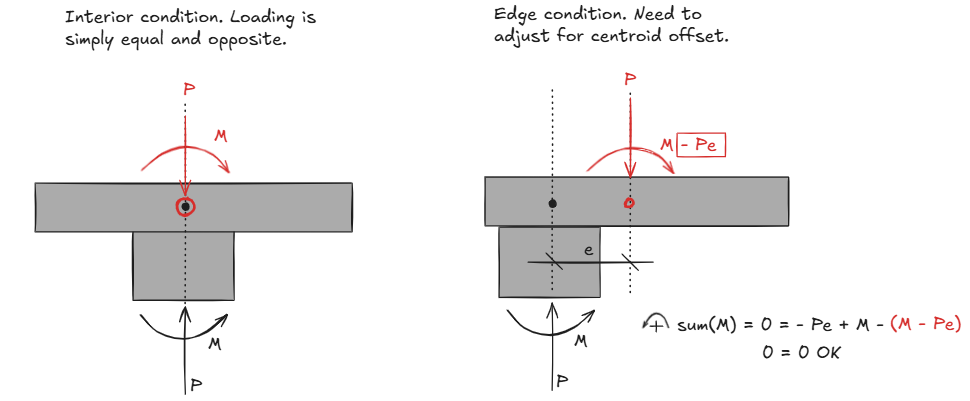 Interior condition. Loading is
simply equal and opposite.
P
M
M
P
Edge condition. Need to
adjust for centroid offset.
P
M - Pe
e
M
P
+ sum(M) = 0 = - Pe + M - (M - Pe)
0 = 0 OK